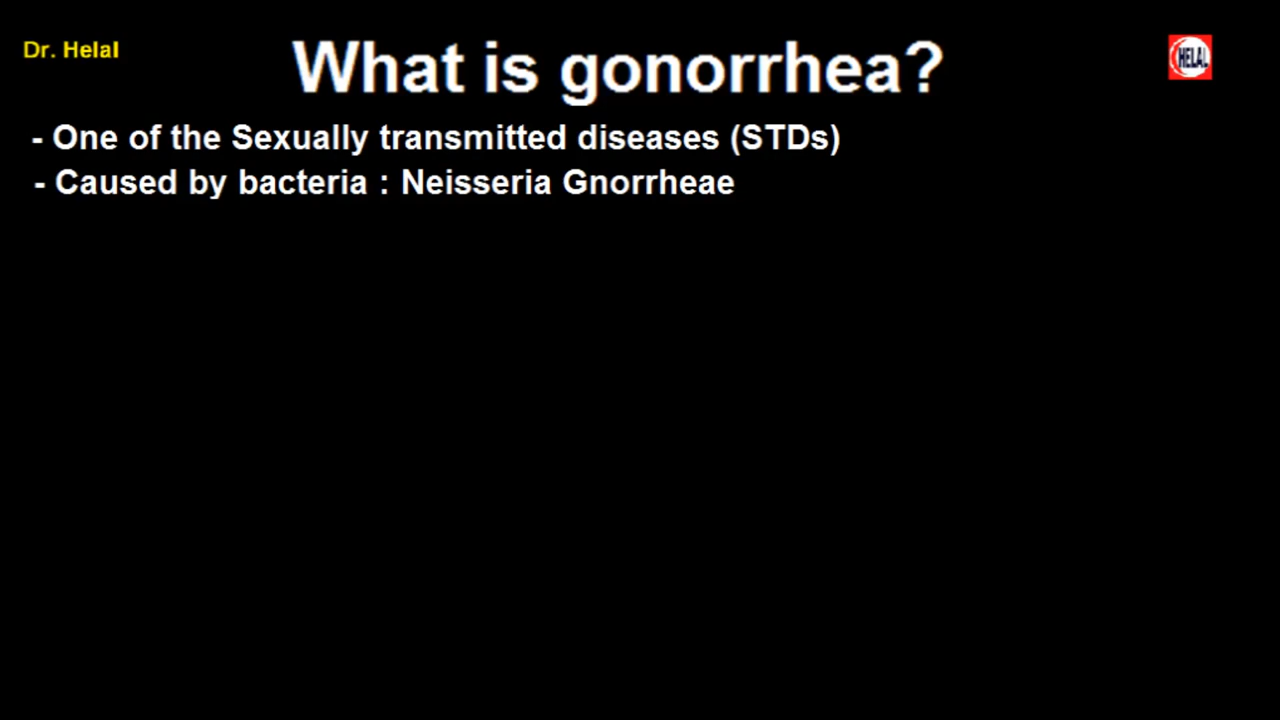 Dr. Helal
What is gonorrhea?
HELAL
- One of the Sexually transmitted diseases (STDs)
- Caused by bacteria : Neisseria Gnorrheae